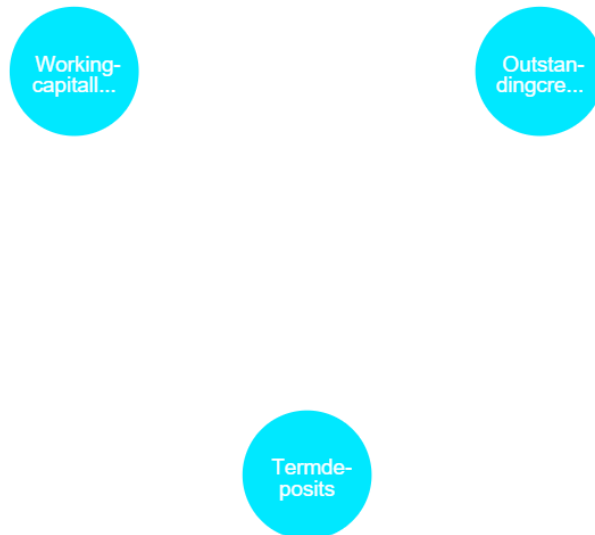 Working-
capitall...
Outstan-
dingcre...
Termde-
posits